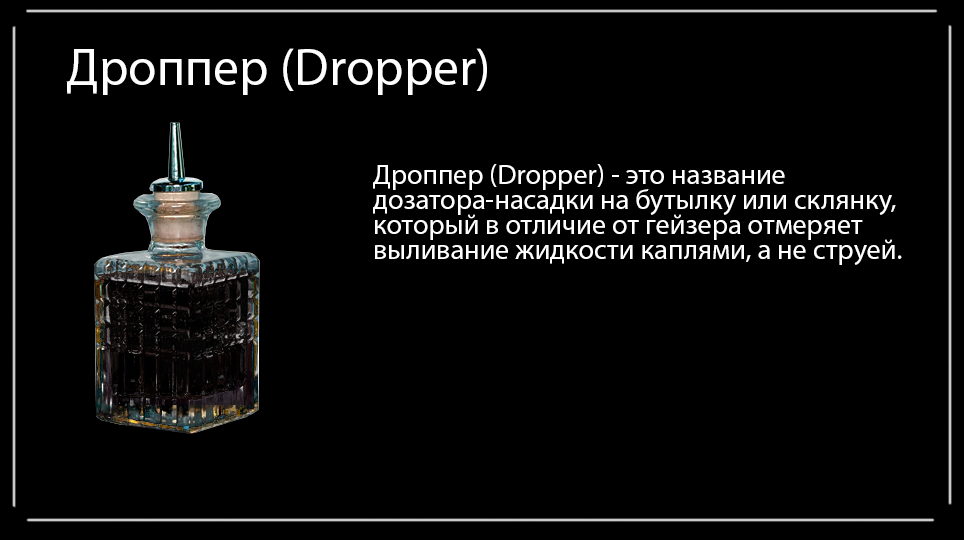 Дроппер (Dropper)
Дроппер (Dropper) - это название
дозатора-насадки на бутылку или склянку,
который в отличие от гейзера отмеряет
выливание жидкости каплями, а не струей.